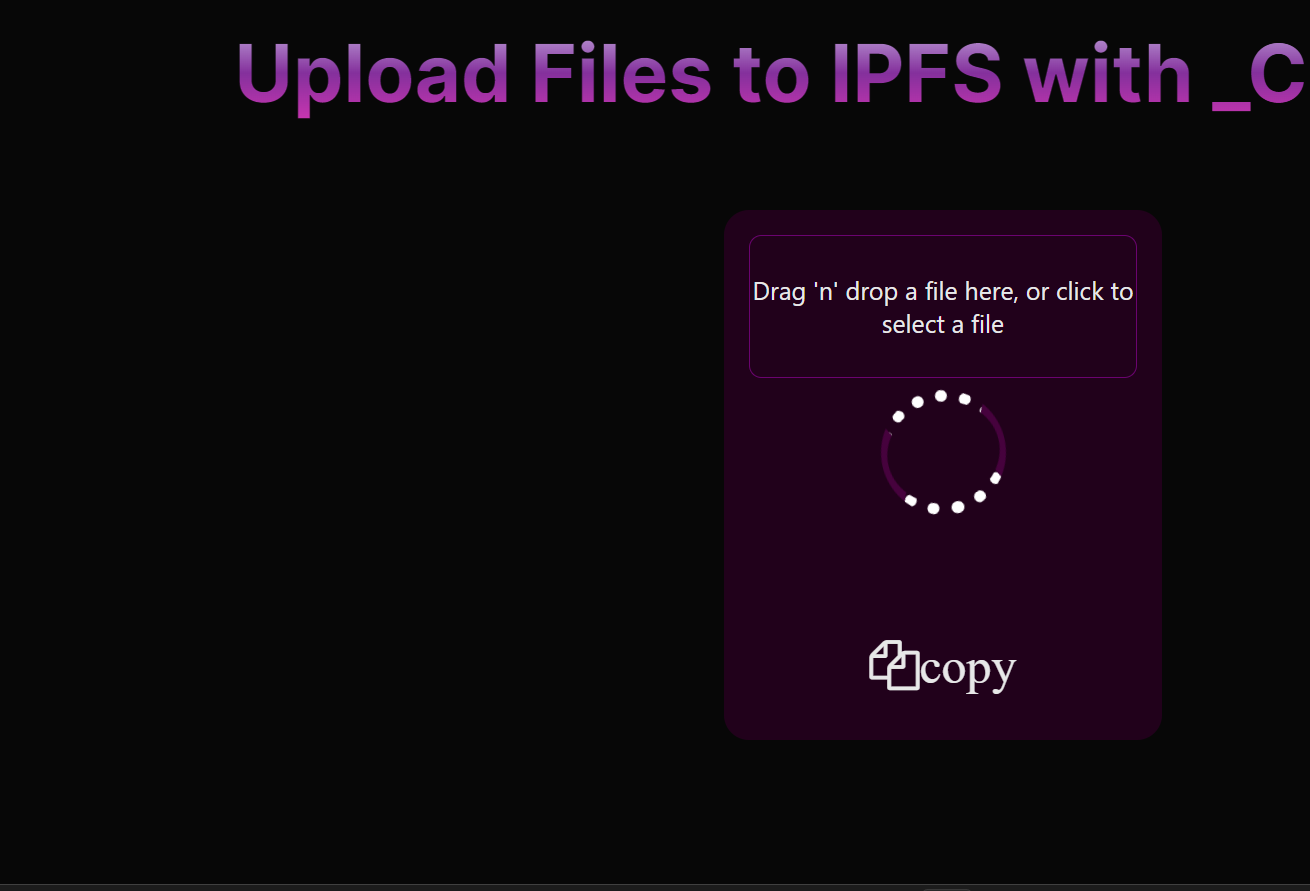 Upload Files to IPFS with _C
Drag 'n' drop a file here, or click to
select a file
copy